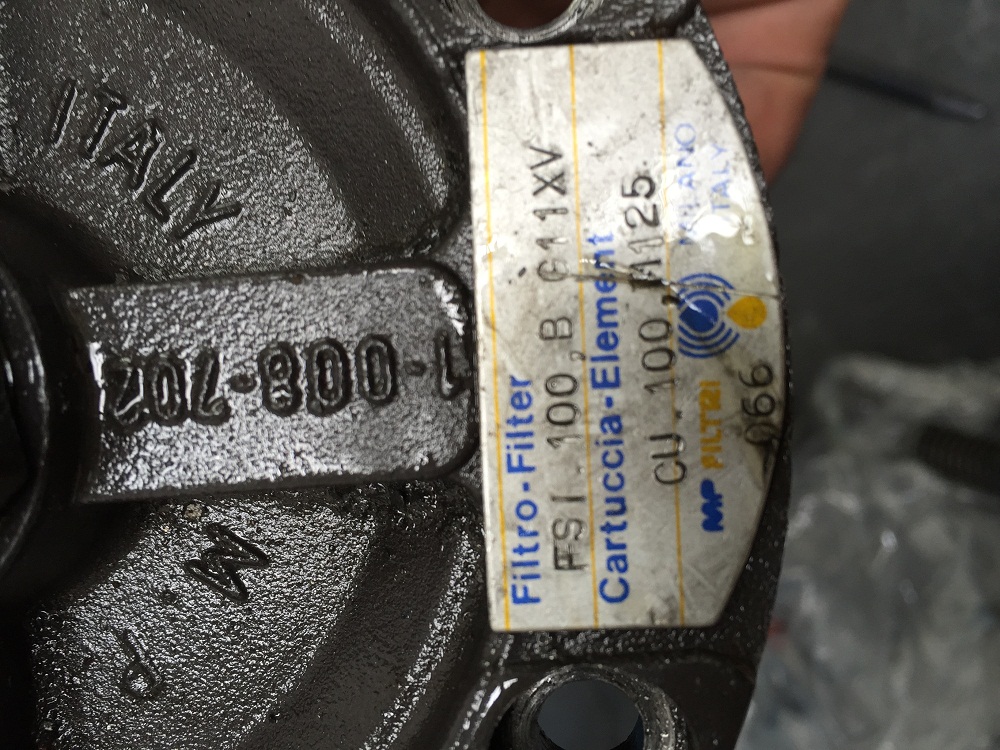 Filtro-Filter
FSI.100,B G11XV
Cartuccia-Element
CU.100,M125
MP FILTRI MILANO
ITALY
066
ITALY
1-008-702
M P